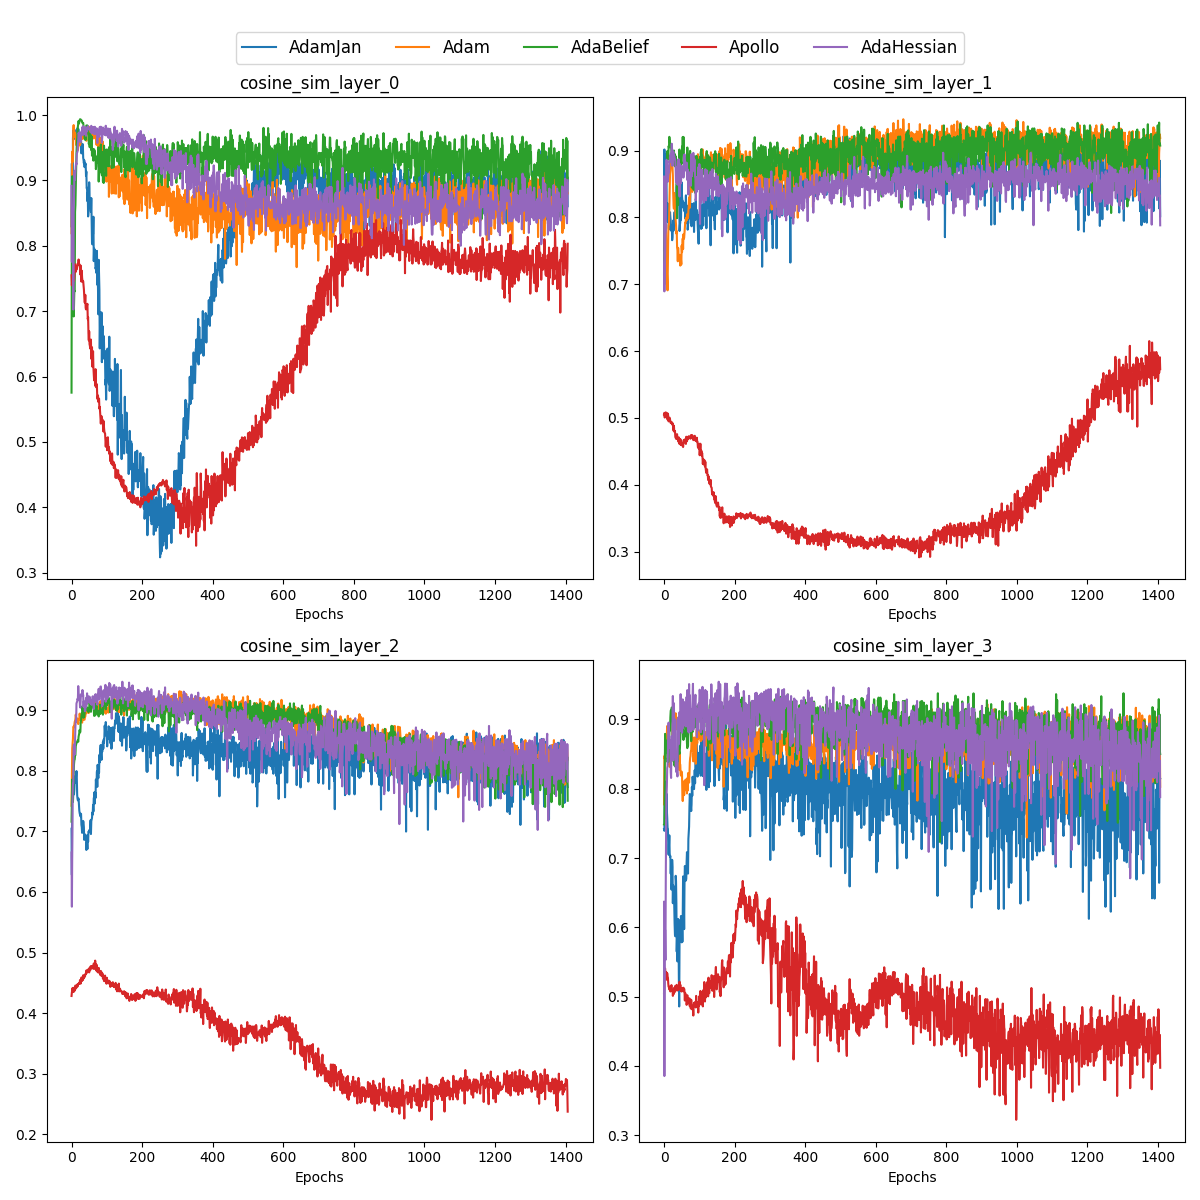 AdamJan Adam AdaBelief Apollo AdaHessian
cosine_sim_layer_0
1.0
0.9
0.8
0.7
0.6
0.5
0.4
0.3
0 200 400 600 800 1000 1200 1400
Epochs
cosine_sim_layer_1
0.9
0.8
0.7
0.6
0.5
0.4
0.3
0 200 400 600 800 1000 1200 1400
Epochs
cosine_sim_layer_2
0.9
0.8
0.7
0.6
0.5
0.4
0.3
0.2
0 200 400 600 800 1000 1200 1400
Epochs
cosine_sim_layer_3
0.9
0.8
0.7
0.6
0.5
0.4
0.3
0 200 400 600 800 1000 1200 1400
Epochs